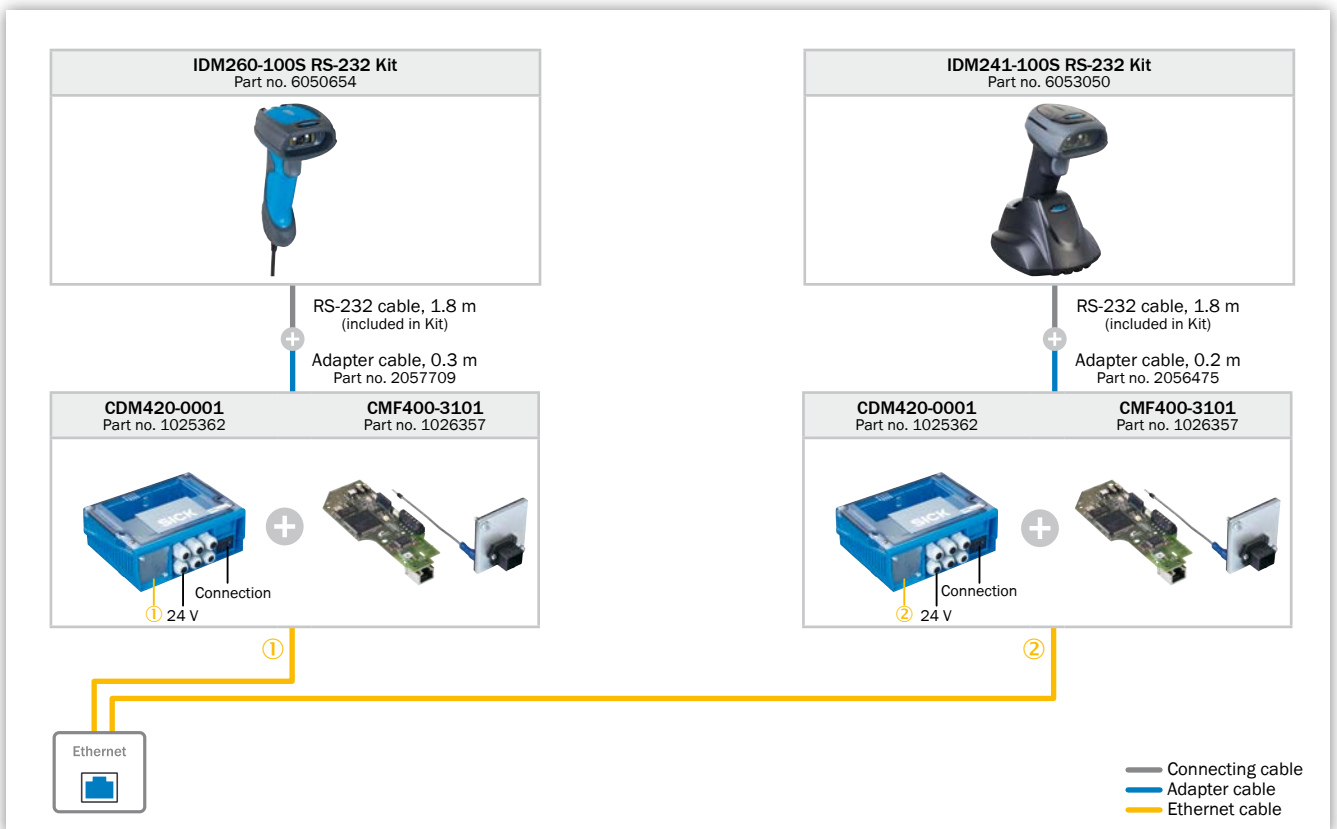 IDM260-100S RS-232 Kit
Part no. 6050654
IDM241-100S RS-232 Kit
Part no. 6053050
RS-232 cable, 1.8 m
(included in Kit)
Adapter cable, 0.3 m
Part no. 2057709
RS-232 cable, 1.8 m
(included in Kit)
Adapter cable, 0.2 m
Part no. 2056475
CDM420-0001
Part no. 1025362
CMF400-3101
Part no. 1026357
SICK
Connection
① 24 V
CDM420-0001
Part no. 1025362
CMF400-3101
Part no. 1026357
SICK
Connection
② 24 V
①
②
Ethernet
Connecting cable
Adapter cable
Ethernet cable